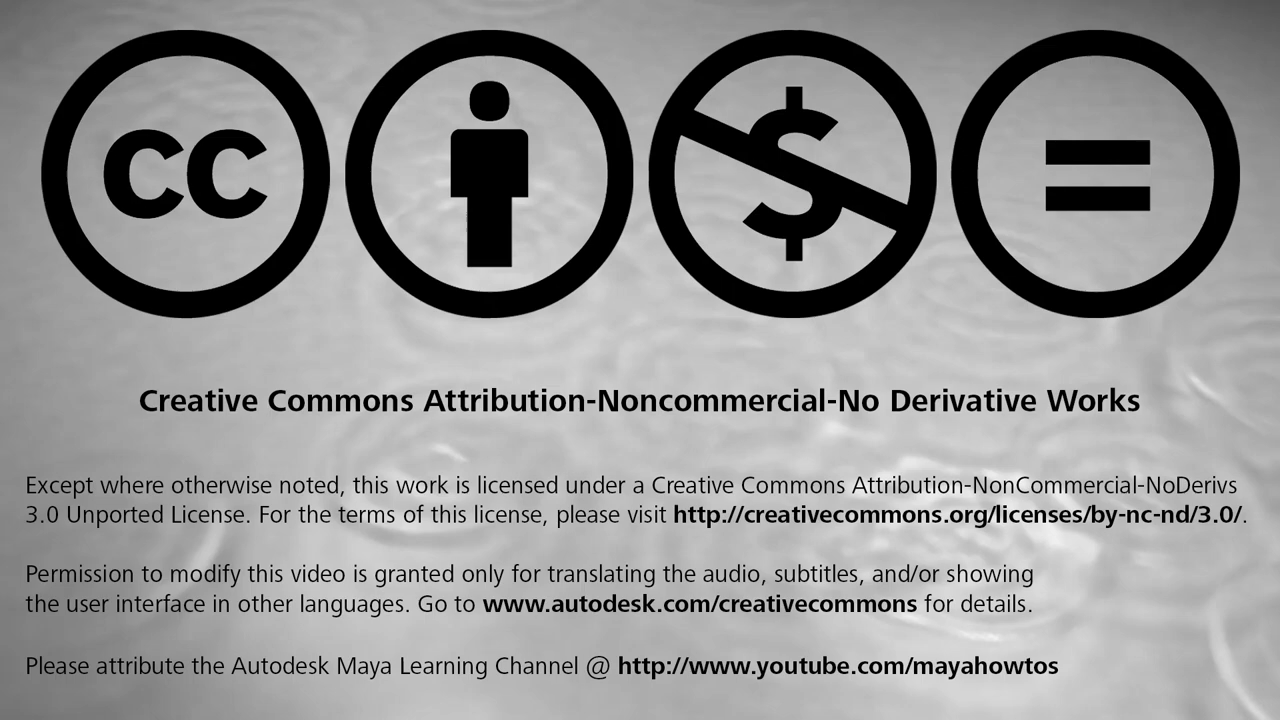 cc
$
=
Creative Commons Attribution-Noncommercial-No Derivative Works
Except where otherwise noted, this work is licensed under a Creative Commons Attribution-NonCommercial-NoDerivs
3.0 Unported License. For the terms of this license, please visit http://creativecommons.org/licenses/by-nc-nd/3.0/.
Permission to modify this video is granted only for translating the audio, subtitles, and/or showing
the user interface in other languages. Go to www.autodesk.com/creativecommons for details.
Please attribute the Autodesk Maya Learning Channel @ http://www.youtube.com/mayahowtos